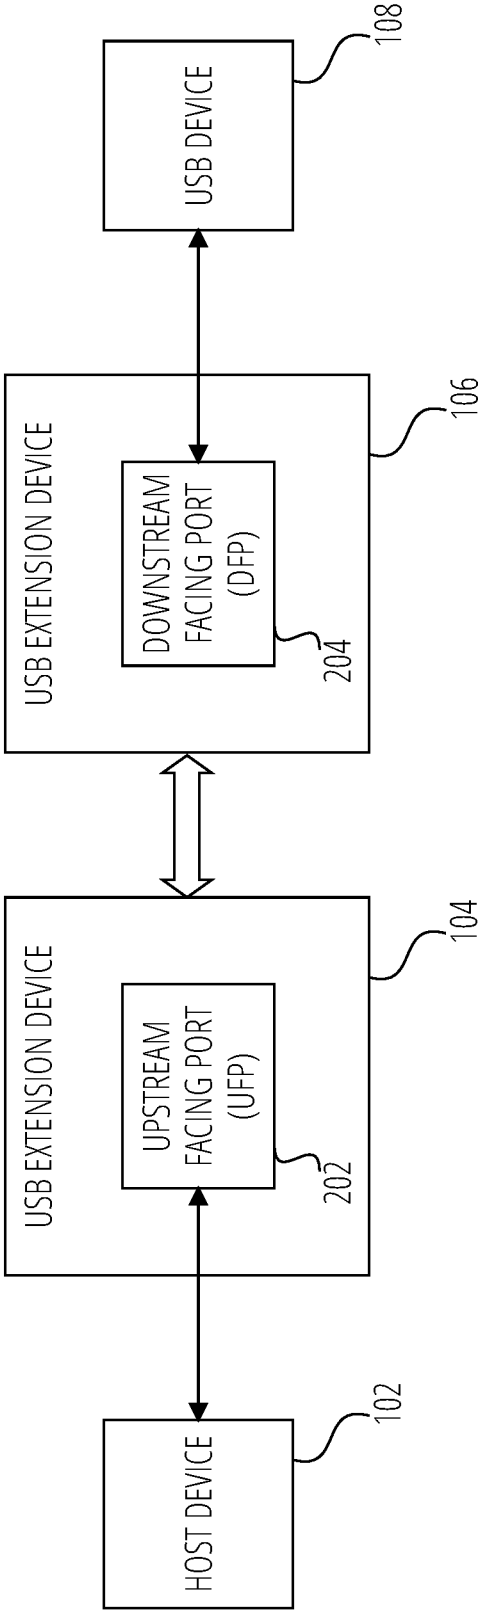 HOST DEVICE
102
USB EXTENSION DEVICE
UPSTREAM
FACING PORT
(UFP)
202
104
USB EXTENSION DEVICE
DOWNSTREAM
FACING PORT
(DFP)
204
106
USB DEVICE
108